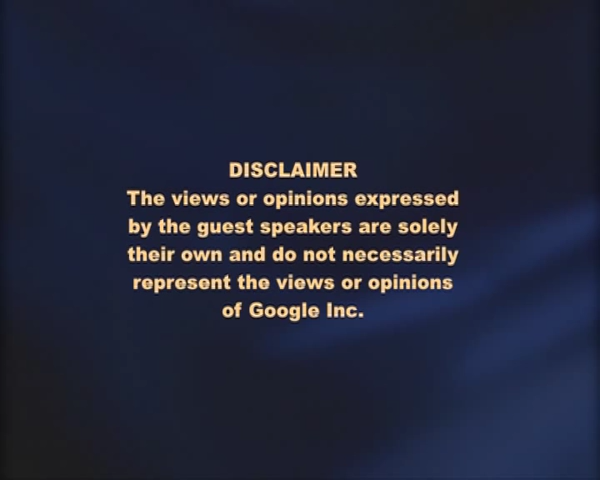 DISCLAIMER
The views or opinions expressed
by the guest speakers are solely
their own and do not necessarily
represent the views or opinions
of Google Inc.